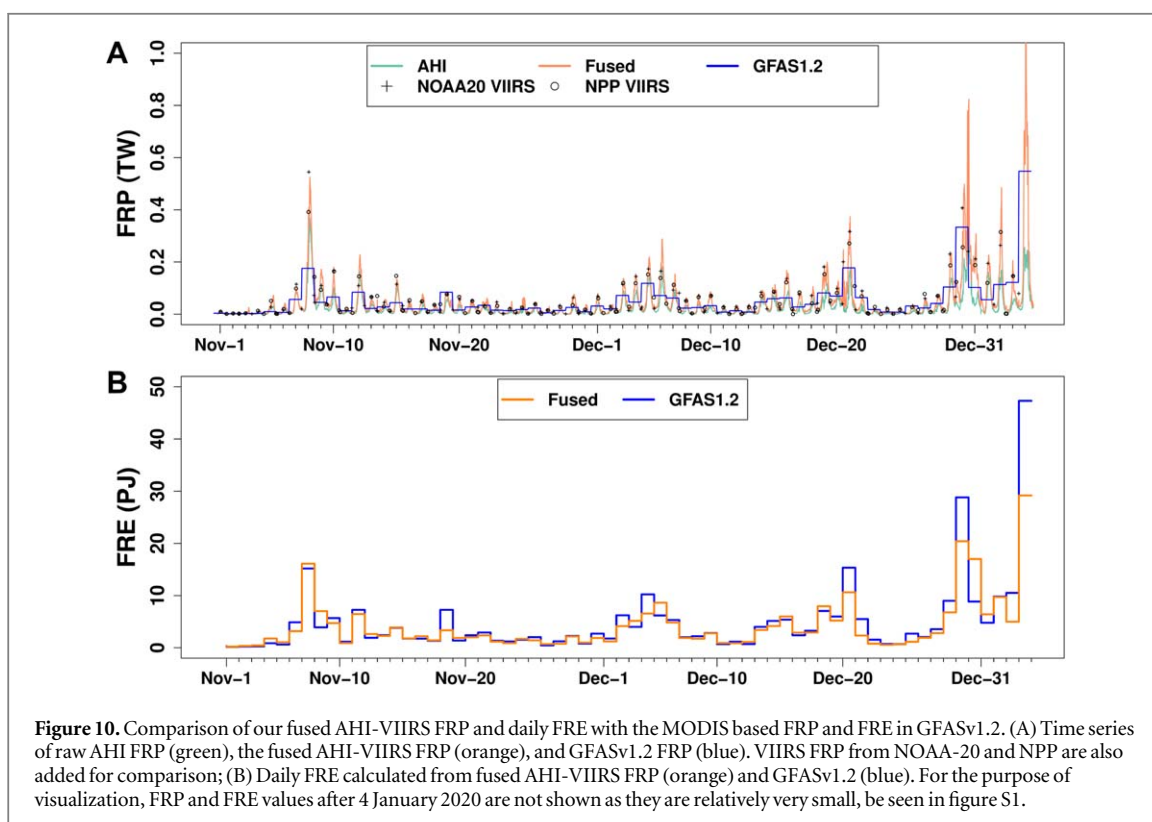 A
FRP (TW)
1.0
0.8
0.6
0.4
0.2
0.0
AHI Fused GFAS1.2
+ NOAA20 VIIRS ○ NPP VIIRS
Nov−1 Nov−10 Nov−20 Dec−1 Dec−10 Dec−20 Dec−31
B
FRE (PJ)
50
40
30
20
10
0
Fused GFAS1.2
Nov−1 Nov−10 Nov−20 Dec−1 Dec−10 Dec−20 Dec−31
Figure 10. Comparison of our fused AHI-VIIRS FRP and daily FRE with the MODIS based FRP and FRE in GFASv1.2. (A) Time series
of raw AHI FRP (green), the fused AHI-VIIRS FRP (orange), and GFASv1.2 FRP (blue). VIIRS FRP from NOAA-20 and NPP are also
added for comparison; (B) Daily FRE calculated from fused AHI-VIIRS FRP (orange) and GFASv1.2 (blue). For the purpose of
visualization, FRP and FRE values after 4 January 2020 are not shown as they are relatively very small, be seen in figure S1.